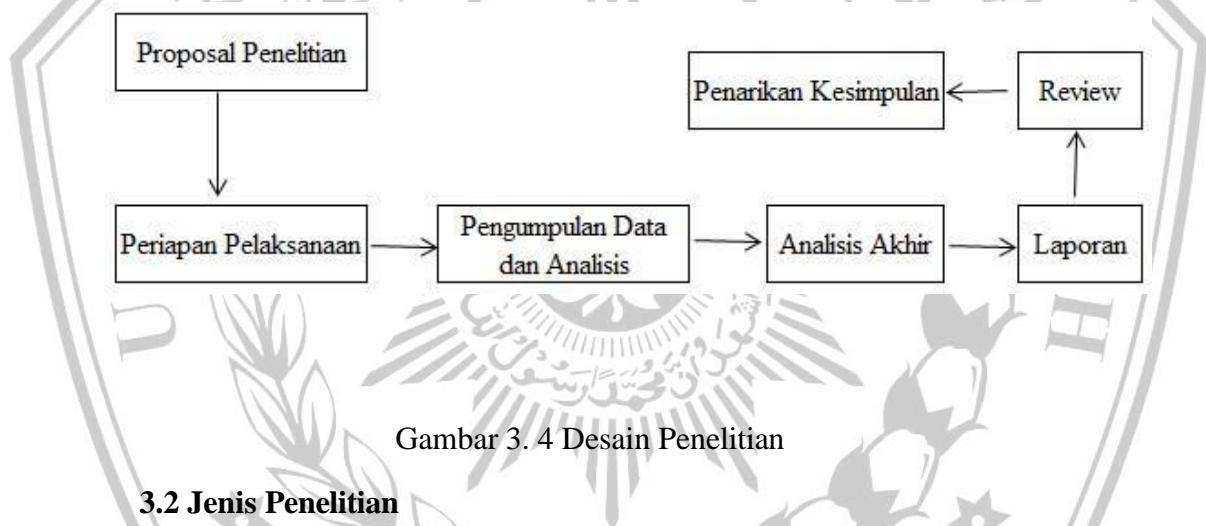 Proposal Penelitian
Penarikan Kesimpulan
Review
Periapan Pelaksanaan
Pengumpulan Data
dan Analisis
Analisis Akhir
Laporan
U
H
Gambar 3. 4 Desain Penelitian
3.2 Jenis Penelitian